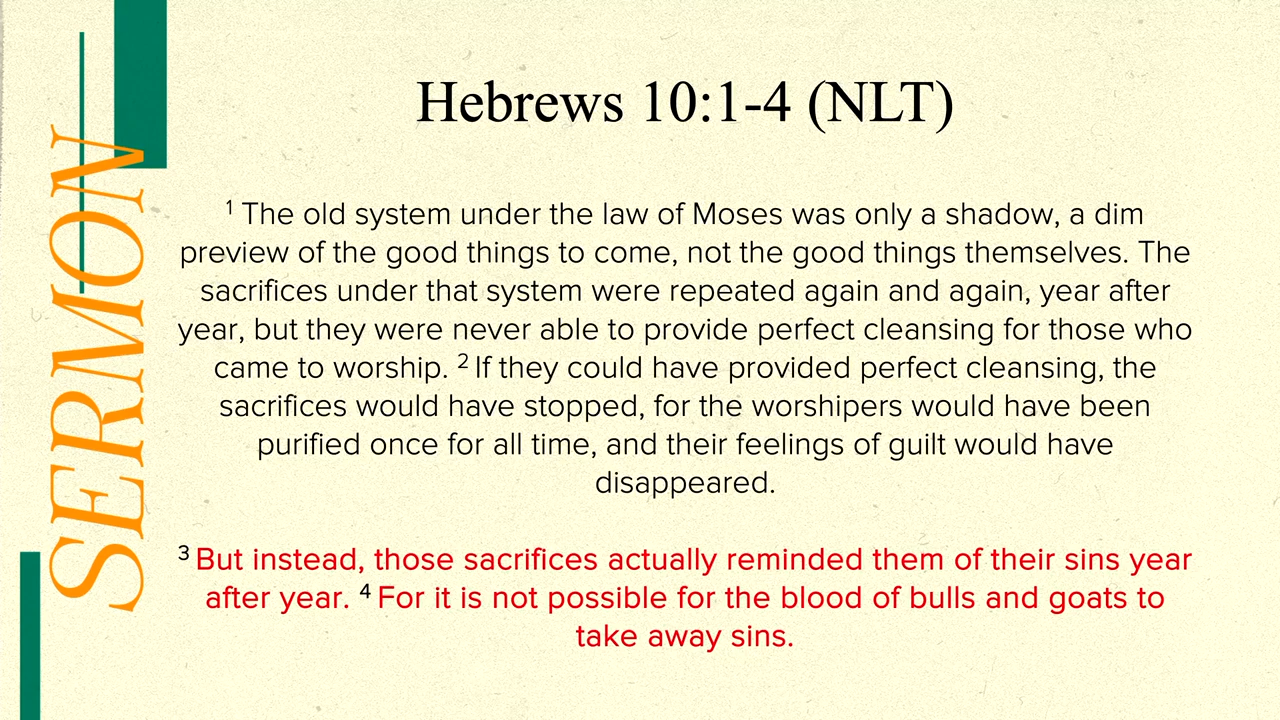 SERMON
Hebrews 10:1-4 (NLT)
1 The old system under the law of Moses was only a shadow, a dim
preview of the good things to come, not the good things themselves. The
sacrifices under that system were repeated again and again, year after
year, but they were never able to provide perfect cleansing for those who
came to worship. 2 If they could have provided perfect cleansing, the
sacrifices would have stopped, for the worshipers would have been
purified once for all time, and their feelings of guilt would have
disappeared.
3 But instead, those sacrifices actually reminded them of their sins year
after year. 4 For it is not possible for the blood of bulls and goats to
take away sins.